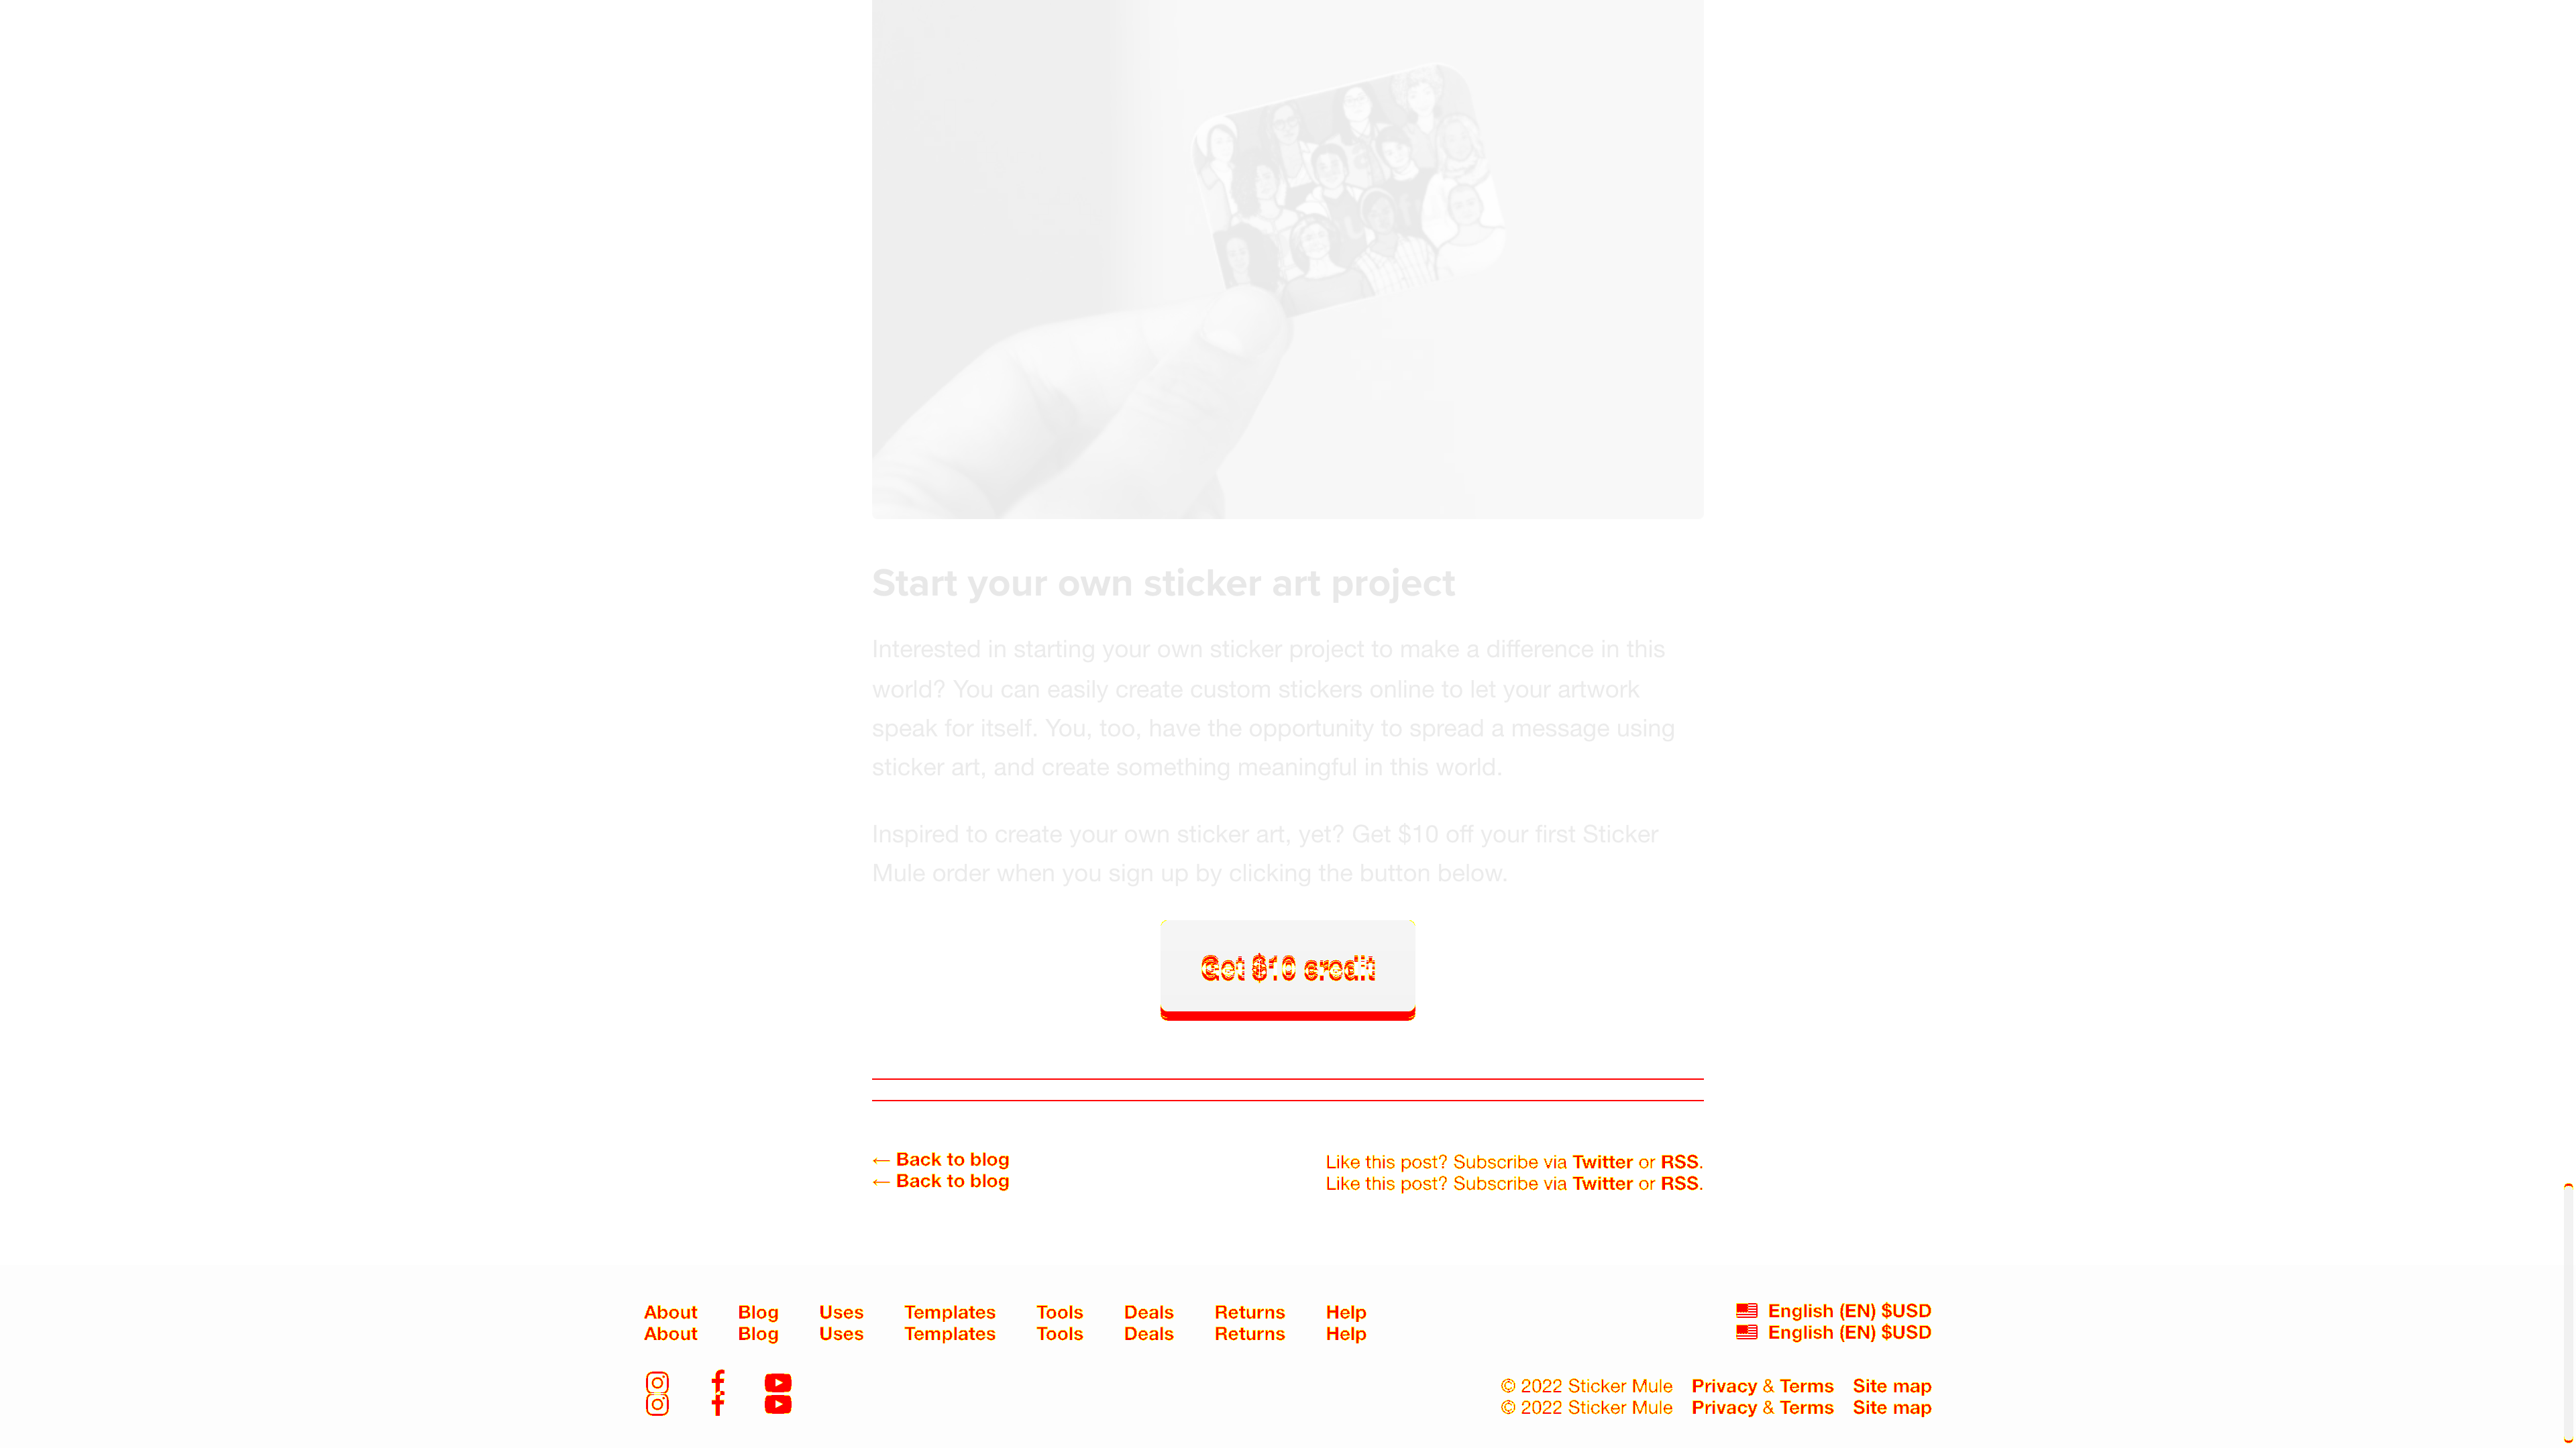 Start your own sticker art project
Interested in starting your own sticker project to make a difference in this
world? You can easily create custom stickers online to let your artwork
speak for itself. You, too, have the opportunity to spread a message using
sticker art, and create something meaningful in this world.
Inspired to create your own sticker art, yet? Get $10 off your first Sticker
Mule order when you sign up by clicking the button below.
Get $10 credit
← Back to blog Like this post? Subscribe via Twitter or RSS.
← Back to blog Like this post? Subscribe via Twitter or RSS.
About Blog Uses Templates Tools Deals Returns Help English (EN) $USD
About Blog Uses Templates Tools Deals Returns Help English (EN) $USD
© 2022 Sticker Mule Privacy & Terms Site map
© 2022 Sticker Mule Privacy & Terms Site map